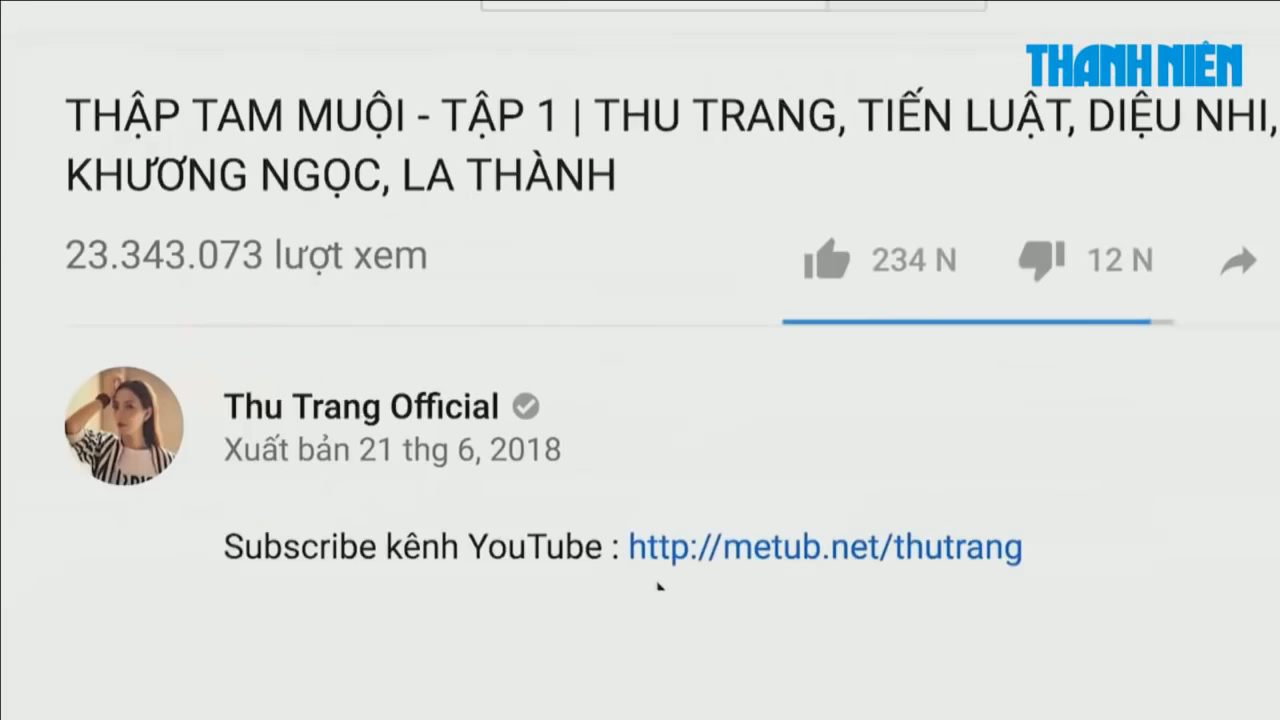 THANH NIÊN
THẬP TAM MUỘI - TẬP 1 | THU TRANG, TIẾN LUẬT, DIỆU NHI,
KHƯƠNG NGỌC, LA THÀNH
23.343.073 lượt xem 234 N 12 N
Thu Trang Official
Xuất bản 21 thg 6, 2018
Subscribe kênh YouTube : http://metub.net/thutrang